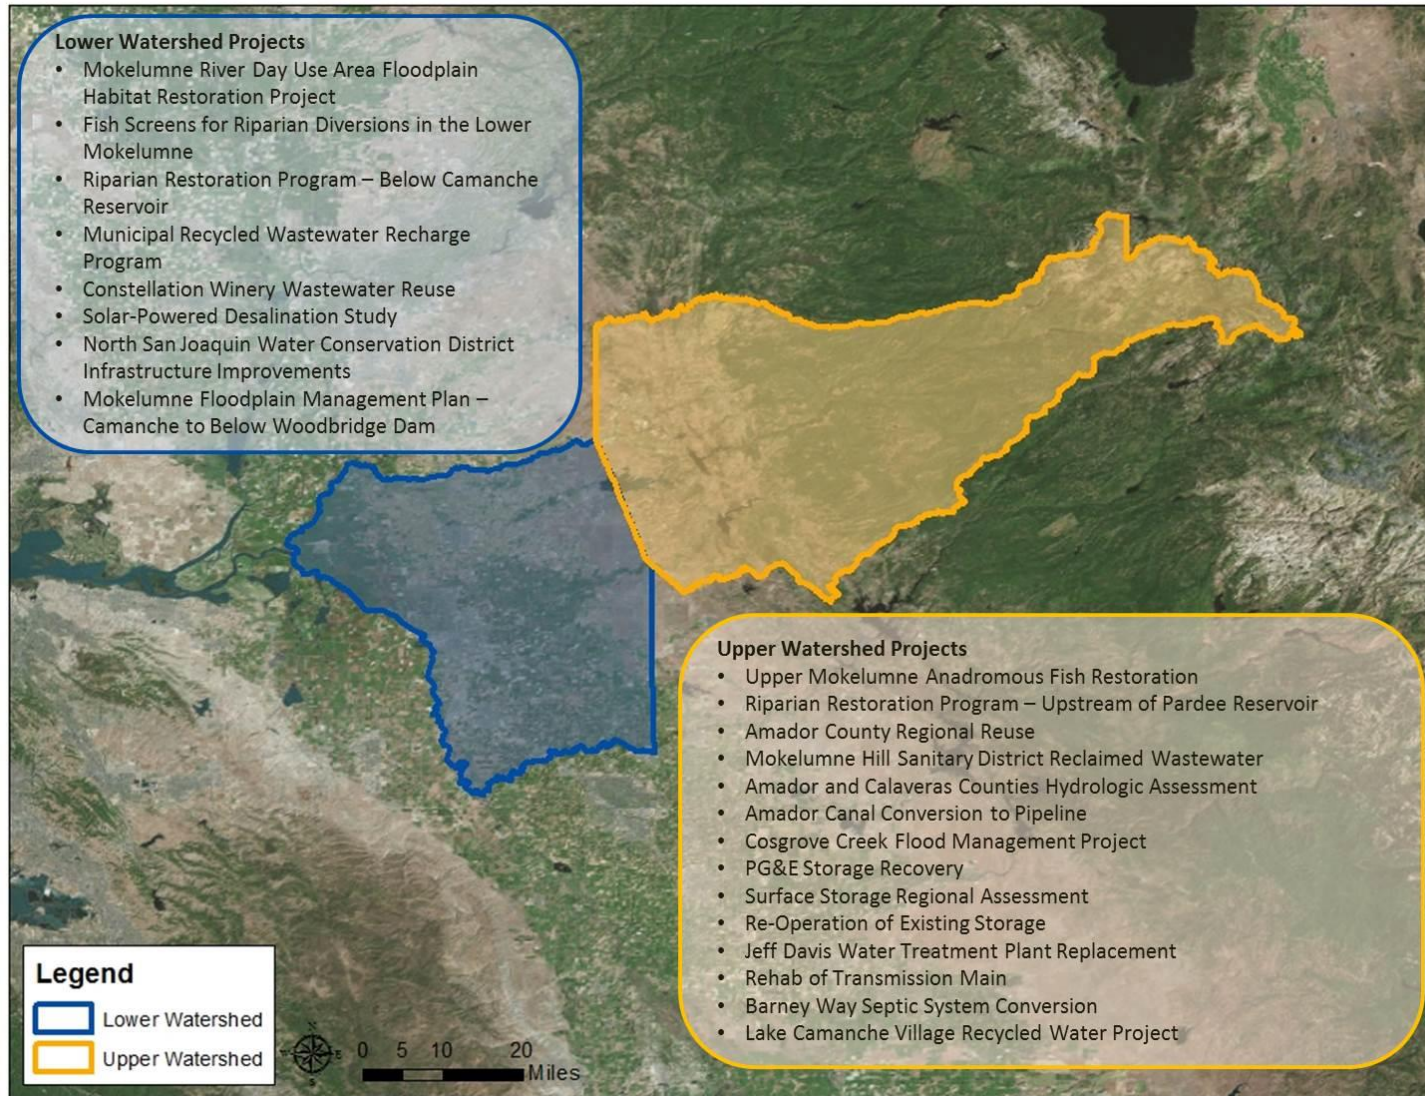 Lower Watershed Projects
• Mokelumne River Day Use Area Floodplain
Habitat Restoration Project
• Fish Screens for Riparian Diversions in the Lower
Mokelumne
• Riparian Restoration Program – Below Camanche
Reservoir
• Municipal Recycled Wastewater Recharge
Program
• Constellation Winery Wastewater Reuse
• Solar-Powered Desalination Study
• North San Joaquin Water Conservation District
Infrastructure Improvements
• Mokelumne Floodplain Management Plan –
Camanche to Below Woodbridge Dam
Upper Watershed Projects
• Upper Mokelumne Anadromous Fish Restoration
• Riparian Restoration Program – Upstream of Pardee Reservoir
• Amador County Regional Reuse
• Mokelumne Hill Sanitary District Reclaimed Wastewater
• Amador and Calaveras Counties Hydrologic Assessment
• Amador Canal Conversion to Pipeline
• Cosgrove Creek Flood Management Project
• PG&E Storage Recovery
• Surface Storage Regional Assessment
• Re-Operation of Existing Storage
• Jeff Davis Water Treatment Plant Replacement
• Rehab of Transmission Main
• Barney Way Septic System Conversion
• Lake Camanche Village Recycled Water Project
Legend
Lower Watershed
Upper Watershed
N
W E
S
0 5 10 20
Miles